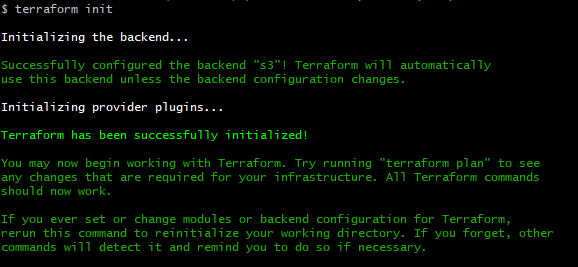 $ terraform init
Initializing the backend...
Successfully configured the backend "s3"! Terraform will automatically
use this backend unless the backend configuration changes.
Initializing provider plugins...
Terraform has been successfully initialized!
You may now begin working with Terraform. Try running "terraform plan" to see
any changes that are required for your infrastructure. All Terraform commands
should now work.
If you ever set or change modules or backend configuration for Terraform,
rerun this command to reinitialize your working directory. If you forget, other
commands will detect it and remind you to do so if necessary.